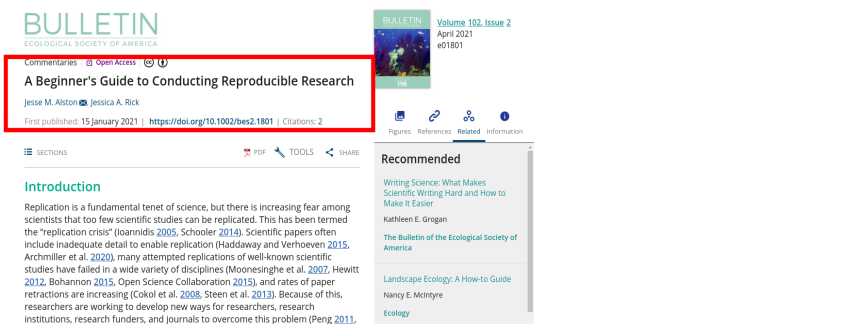 BULLETIN
ECOLOGICAL SOCIETY OF AMERICA
Commentaries | Open Access
A Beginner's Guide to Conducting Reproducible Research
Jesse M. Alston, Jessica A. Rick
First published: 15 January 2021 | https://doi.org/10.1002/bes2.1801 | Citations: 2
SECTIONS
PDF TOOLS SHARE
Introduction
Replication is a fundamental tenet of science, but there is increasing fear among
scientists that too few scientific studies can be replicated. This has been termed
the “replication crisis” (Ioannidis 2005, Schooler 2014). Scientific papers often
include inadequate detail to enable replication (Haddaway and Verhoeven 2015,
Archmiller et al. 2020), many attempted replications of well-known scientific
studies have failed in a wide variety of disciplines (Moonesinghe et al. 2007, Hewitt
2012, Bohannon 2015, Open Science Collaboration 2015), and rates of paper
retractions are increasing (Cokol et al. 2008, Steen et al. 2013). Because of this,
researchers are working to develop new ways for researchers, research
institutions, research funders, and journals to overcome this problem (Peng 2011,
BULLETIN
Volume 102, Issue 2
April 2021
e01801
Figures References Related Information
Recommended
Writing Science: What Makes
Scientific Writing Hard and How to
Make It Easier
Kathleen E. Grogan
The Bulletin of the Ecological Society of
America
Landscape Ecology: A How-to Guide
Nancy E. McIntyre
Ecology